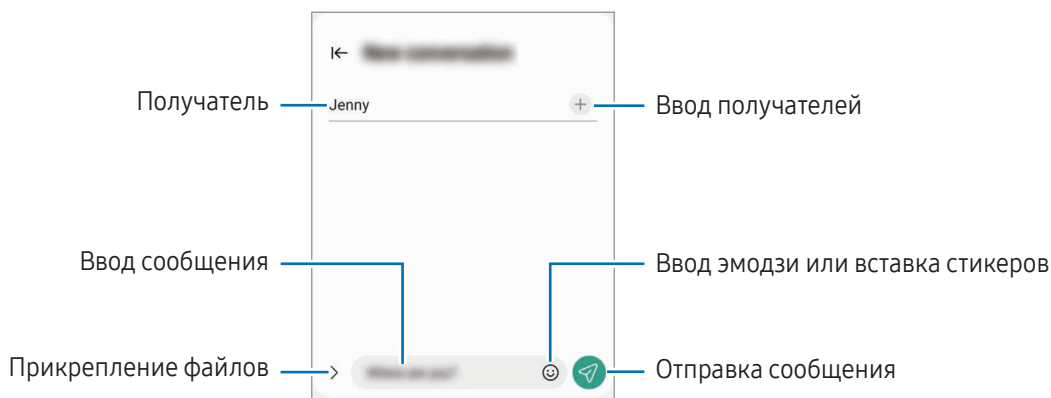 Получатель
Jenny
Ввод получателей
Ввод сообщения
Ввод эмодзи или вставка стикеров
Прикрепление файлов
Отправка сообщения